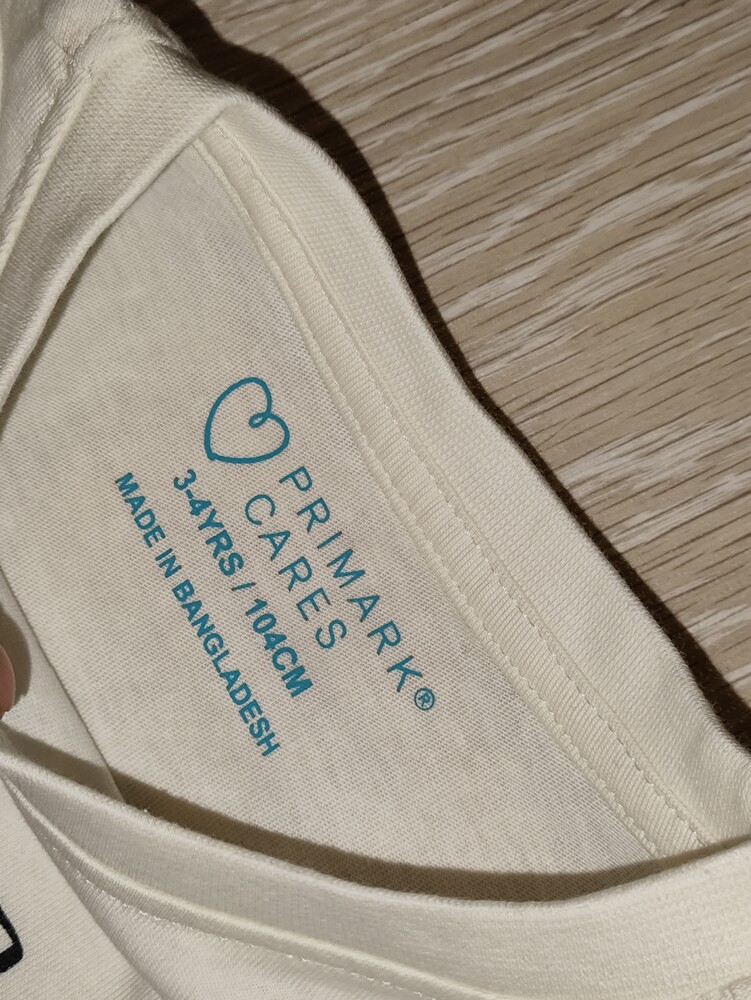 PRIMARK®
CARES
3-4YRS / 104CM
MADE IN BANGLADESH